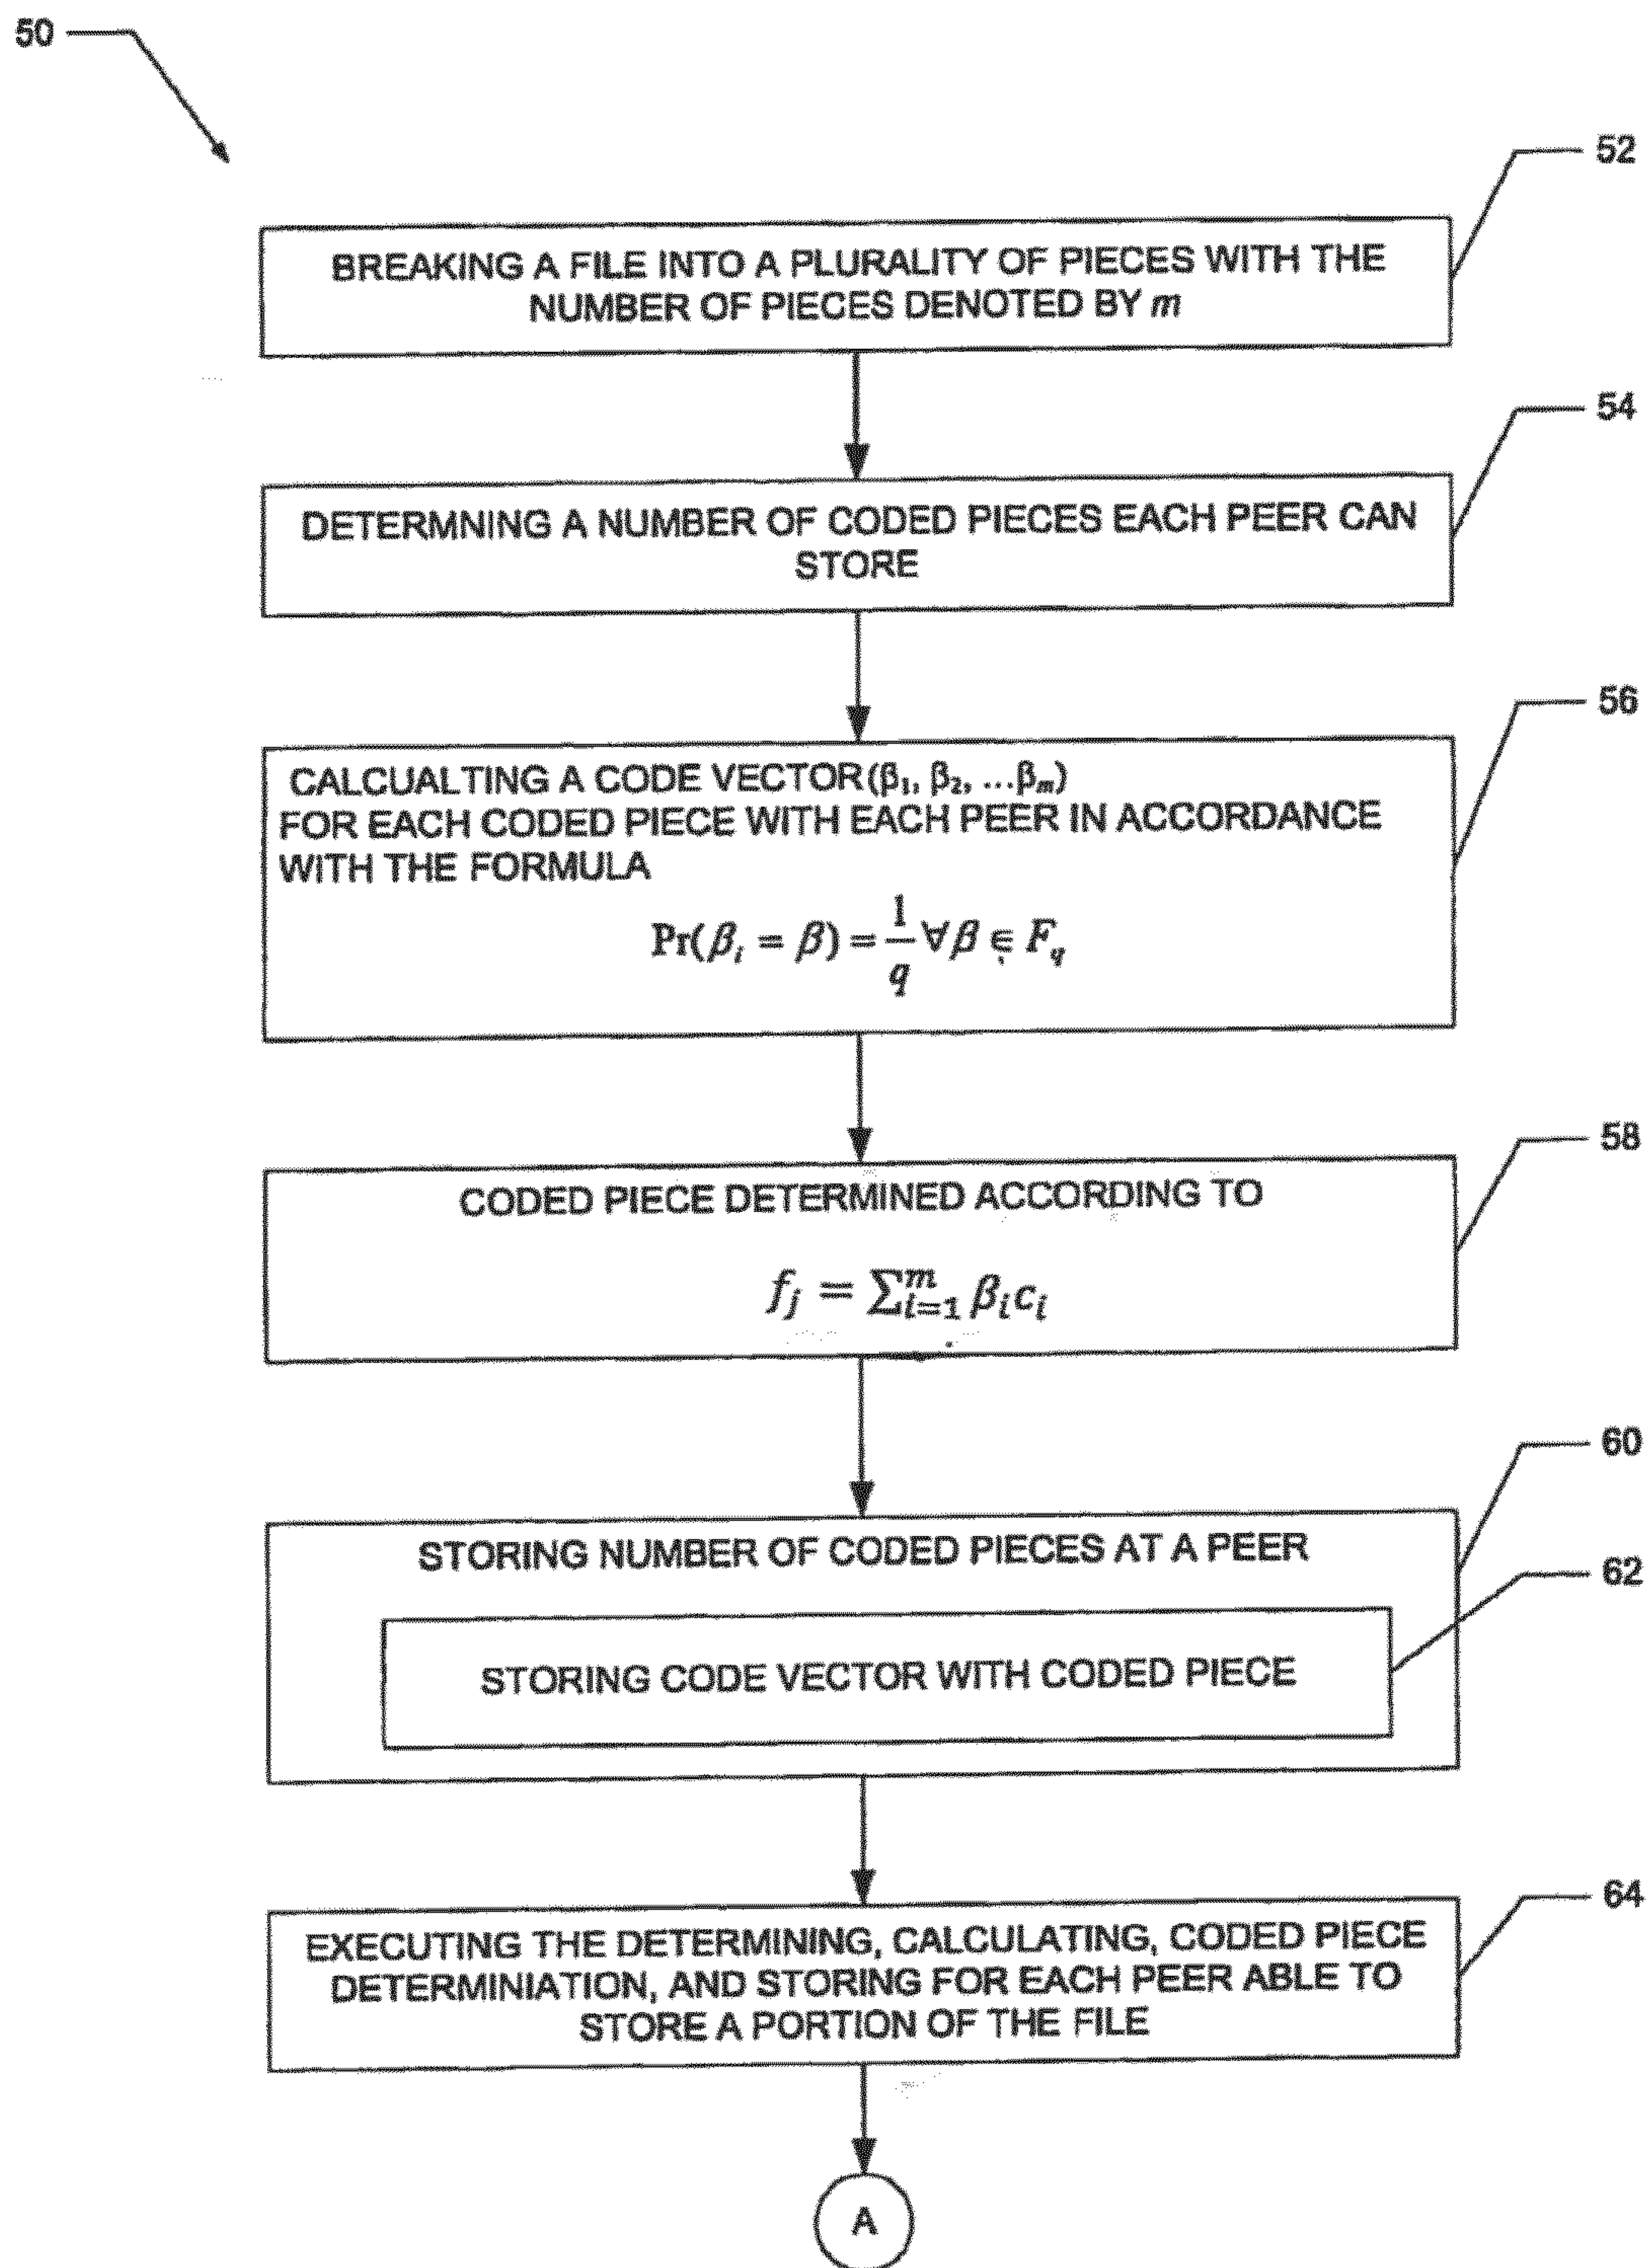 50
52
BREAKING A FILE INTO A PLURALITY OF PIECES WITH THE
NUMBER OF PIECES DENOTED BY m
54
DETERMNING A NUMBER OF CODED PIECES EACH PEER CAN
STORE
56
CALCUALTING A CODE VECTOR(β₁, β₂, …βₘ)
FOR EACH CODED PIECE WITH EACH PEER IN ACCORDANCE
WITH THE FORMULA
Pr(βᵢ = β) = 1/q ∀β ∈ F_q
58
CODED PIECE DETERMINED ACCORDING TO
fⱼ = ∑ᵢ₌₁ᵐ βᵢcᵢ
60
STORING NUMBER OF CODED PIECES AT A PEER
62
STORING CODE VECTOR WITH CODED PIECE
64
EXECUTING THE DETERMINING, CALCULATING, CODED PIECE
DETERMINIATION, AND STORING FOR EACH PEER ABLE TO
STORE A PORTION OF THE FILE
A